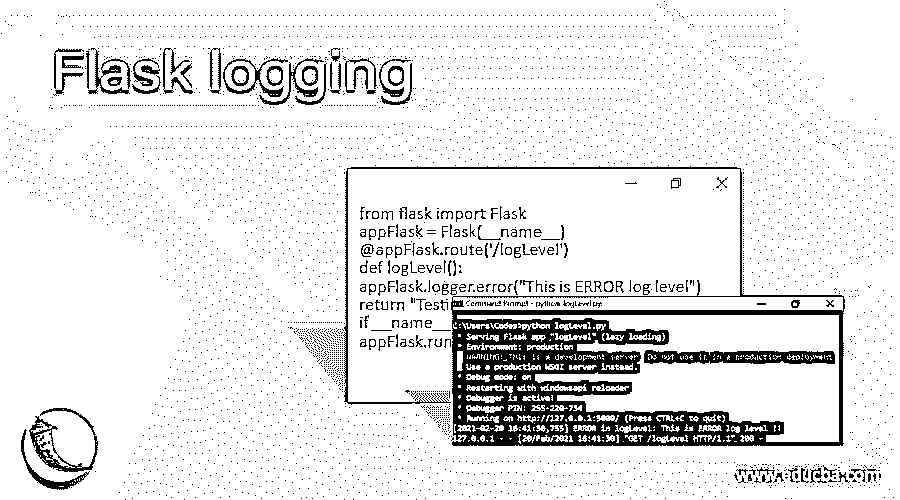 Flask logging
from flask import Flask
appFlask = Flask(__name__)
@appFlask.route('/logLevel')
def logLevel():
appFlask.logger.error("This is ERROR log level")
return "Testi
if __name__
appFlask.run
Command Prompt - python logLevel.py
C:\Users\Codes>python logLevel.py
* Serving Flask app "logLevel" (lazy loading)
* Environment: production
WARNING: This is a development server. Do not use it in a production deployment.
Use a production WSGI server instead.
* Debug mode: on
* Restarting with windowsapi reloader
* Debugger is active!
* Debugger PIN: 255-220-734
* Running on http://127.0.0.1:5000/ (Press CTRL+C to quit)
[2021-02-20 16:41:30,755] ERROR in logLevel: This is ERROR log level
127.0.0.1 - - [20/Feb/2021 16:41:30] "GET /logLevel HTTP/1.1" 200 -
www.educba.com